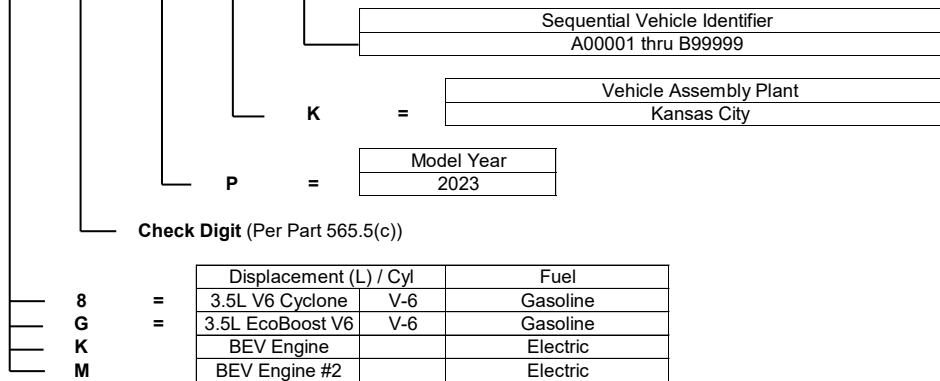 Sequential Vehicle Identifier
A00001 thru B99999
Vehicle Assembly Plant
K = Kansas City
Model Year
P = 2023
Check Digit (Per Part 565.5(c))
Displacement (L) / Cyl Fuel
8 = 3.5L V6 Cyclone V-6 Gasoline
G = 3.5L EcoBoost V6 V-6 Gasoline
K BEV Engine Electric
M BEV Engine #2 Electric